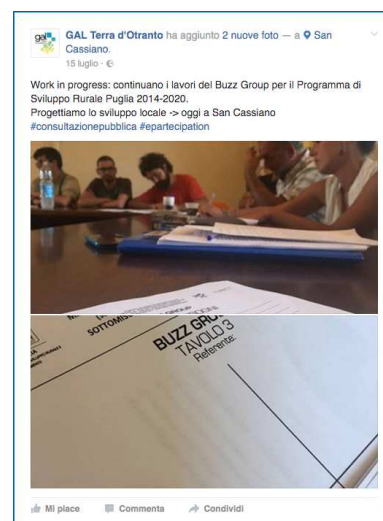 gal
GAL Terra d'Otranto ha aggiunto 2 nuove foto — a San
Cassiano.
15 luglio ·
Work in progress: continuano i lavori del Buzz Group per il Programma di
Sviluppo Rurale Puglia 2014-2020.
Progettiamo lo sviluppo locale -> oggi a San Cassiano
#consultazionepubblica #epartecipation
BUZZ GRO
TAVOLO 3
Referente:
Mi piace Commenta Condividi